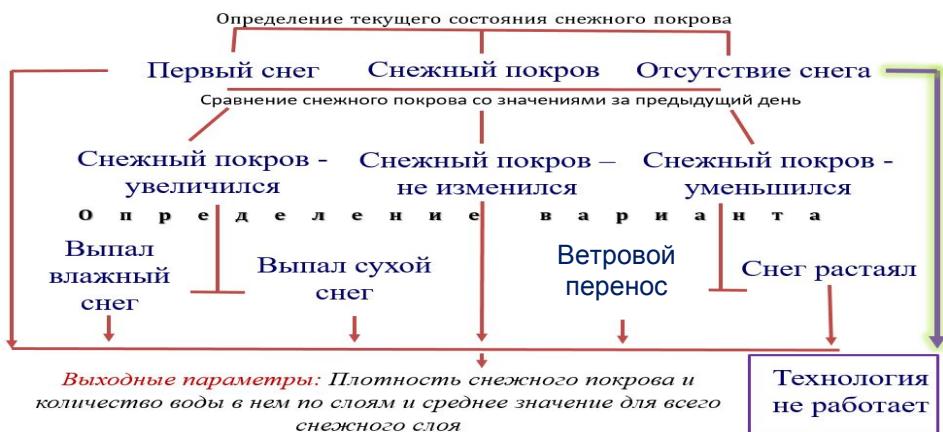 Определение текущего состояния снежного покрова
Первый снег
Снежный покров
Отсутствие снега
Сравнение снежного покрова со значениями за предыдущий день
Снежный покров -
увеличился
Снежный покров –
не изменился
Снежный покров -
уменьшился
Определение варианта
Выпал
влажный
снег
Выпал сухой
снег
Ветровой
перенос
Снег растаял
Выходные параметры: Плотность снежного покрова и
количество воды в нем по слоям и среднее значение для всего
снежного слоя
Технология
не работает